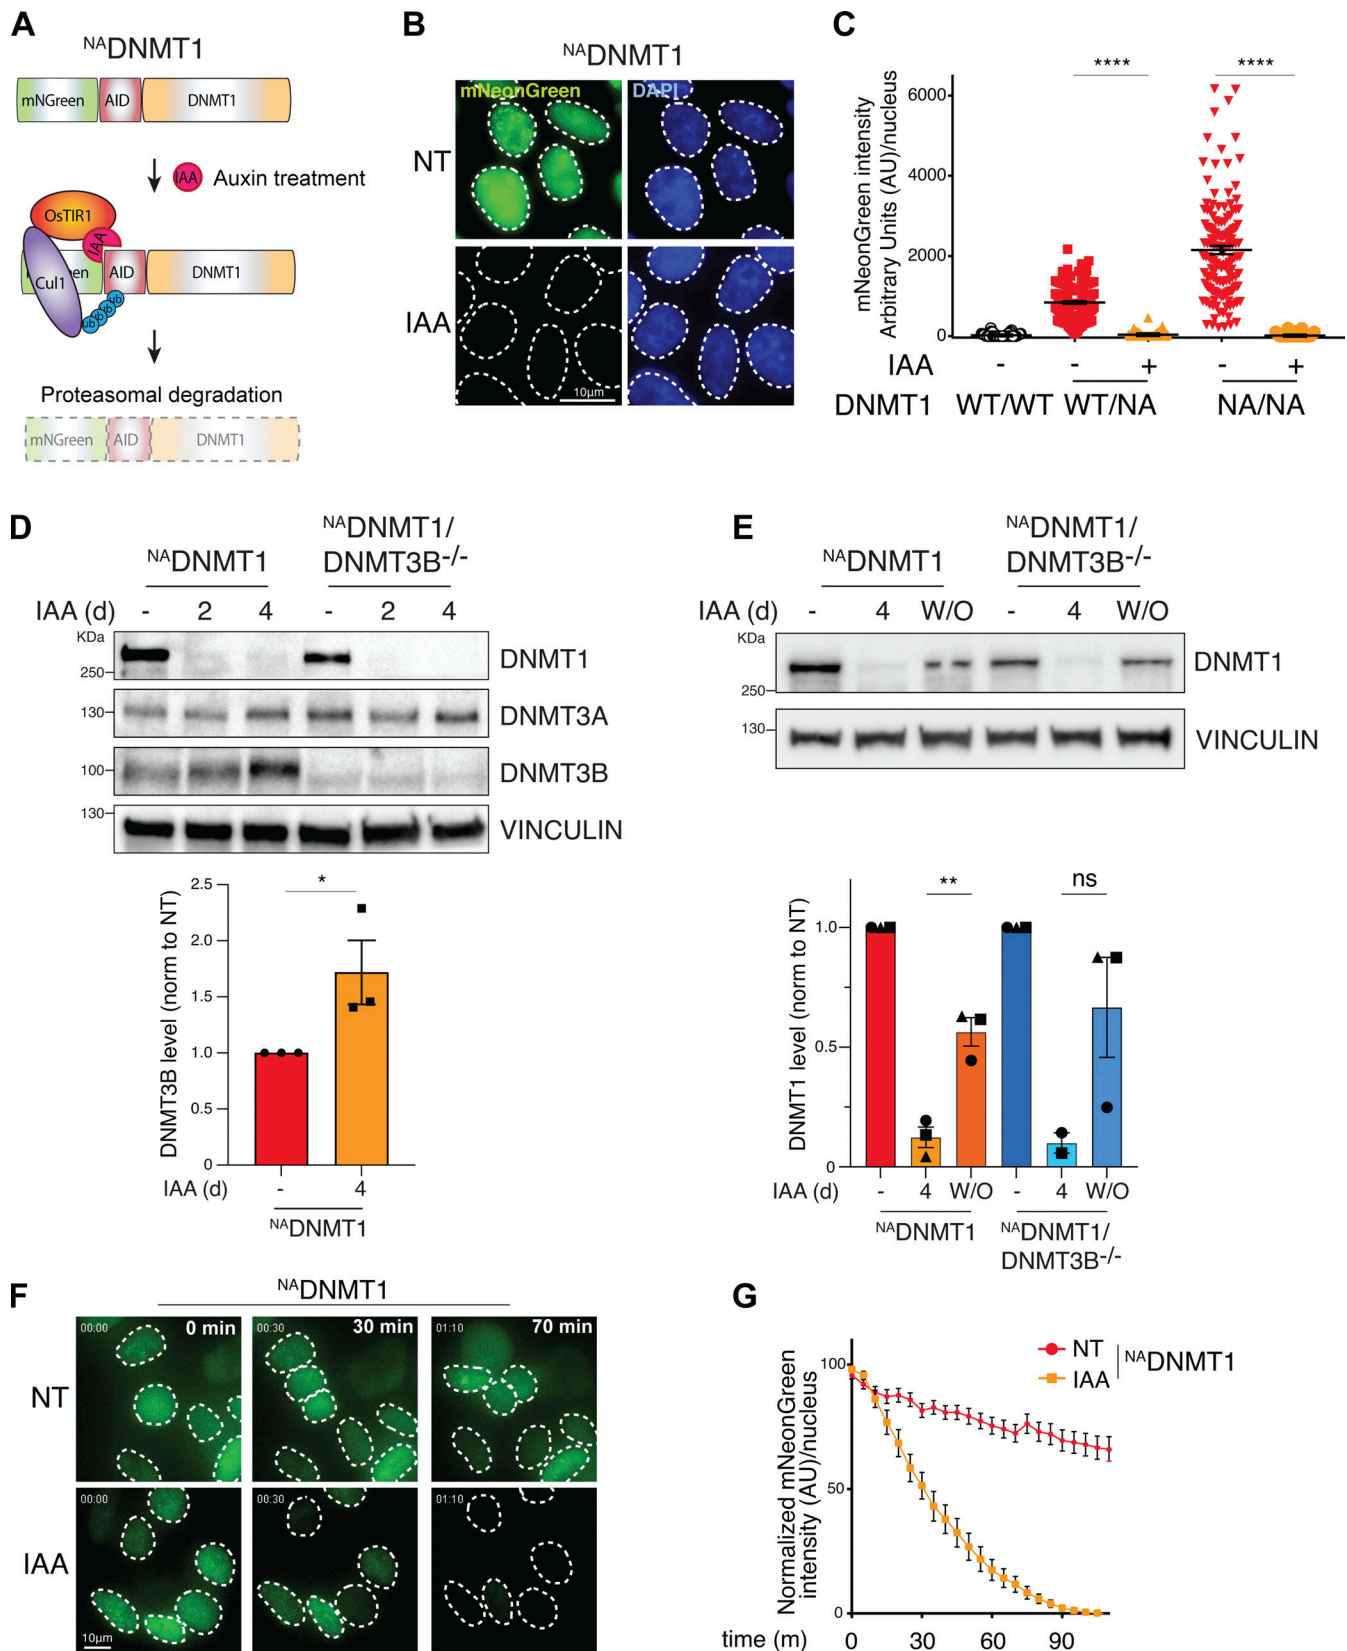 A
NADNMT1
mNGreen AID DNMT1
IAA Auxin treatment
OsTIR1
IAA
Cul1 een AID DNMT1
ub ub ub ub
Proteasomal degradation
mNGreen AID DNMT1
B
NADNMT1
mNeonGreen DAPI
NT
IAA
10µm
C
**** ****
mNeonGreen intensity
Arbitrary Units (AU)/nucleus
6000
4000
2000
0
IAA - - + - +
DNMT1 WT/WT WT/NA NA/NA
D
NADNMT1 NADNMT1/
DNMT3B-/-
IAA (d) - 2 4 - 2 4
KDa
250 DNMT1
130 DNMT3A
100 DNMT3B
130 VINCULIN
DNMT3B level (norm to NT)
*
2.5
2.0
1.5
1.0
0.5
0
IAA (d) - 4
NADNMT1
E
NADNMT1 NADNMT1/
DNMT3B-/-
IAA (d) - 4 W/O - 4 W/O
KDa
250 DNMT1
130 VINCULIN
DNMT1 level (norm to NT)
** ns
1.0
0.5
0
IAA (d) - 4 W/O - 4 W/O
NADNMT1 NADNMT1/
DNMT3B-/-
F
NADNMT1
00:00 0 min 00:30 30 min 01:10 70 min
NT
00:00 00:30 01:10
IAA
10µm
G
NT
IAA
NADNMT1
Normalized mNeonGreen
intensity (AU)/nucleus
100
50
0
time (m) 0 30 60 90